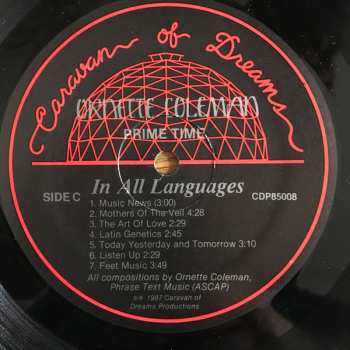 Caravan of Dreams
ORNETTE COLEMAN
PRIME TIME
In All Languages
SIDE C
CDP85008
1. Music News (3:00)
2. Mothers Of The Veil 4:28
3. The Art Of Love 2:29
4. Latin Genetics 2:45
5. Today Yesterday and Tomorrow 3:10
6. Listen Up 2:29
7. Feet Music 3:49
All compositions by Ornette Coleman,
Phrase Text Music (ASCAP)
1987 Caravan of
Dreams Productions